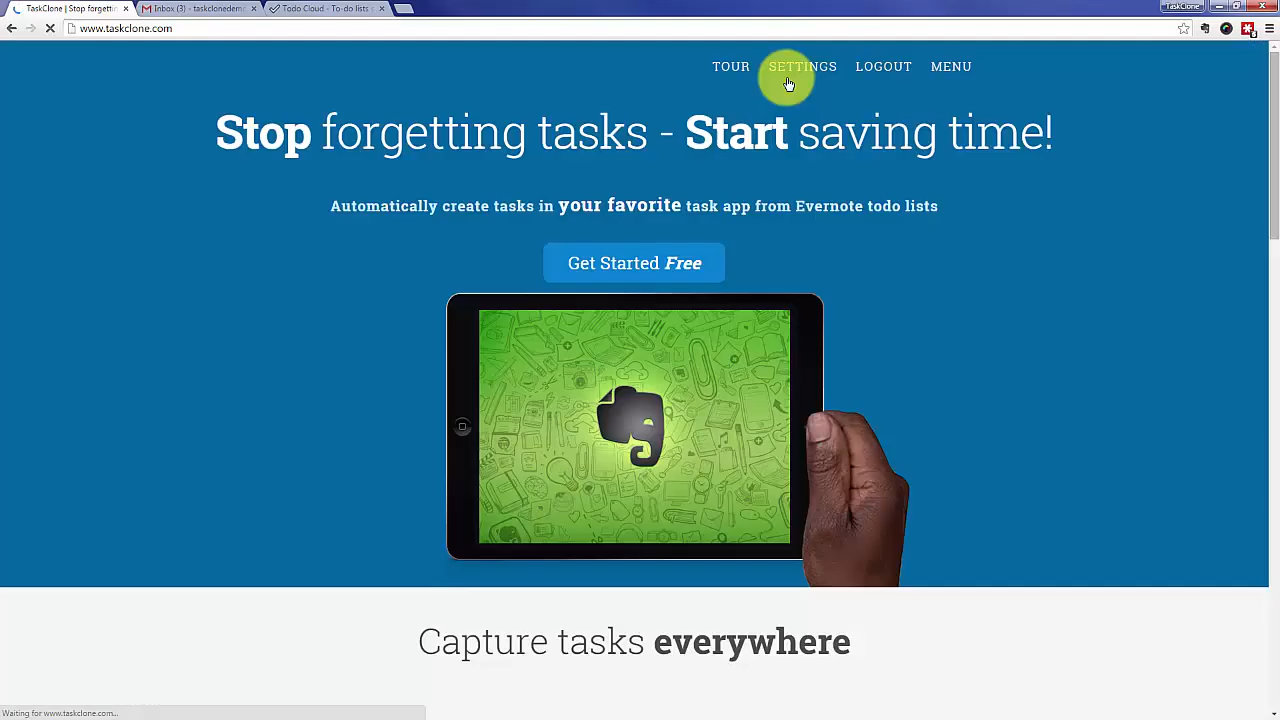 TaskClone | Stop forgettin
Inbox (3) - taskclonedem
Todo Cloud - To-do lists
TaskClone
www.taskclone.com
TOUR SETTINGS LOGOUT MENU
Stop forgetting tasks - Start saving time!
Automatically create tasks in your favorite task app from Evernote todo lists
Get Started Free
Capture tasks everywhere
Waiting for www.taskclone.com...